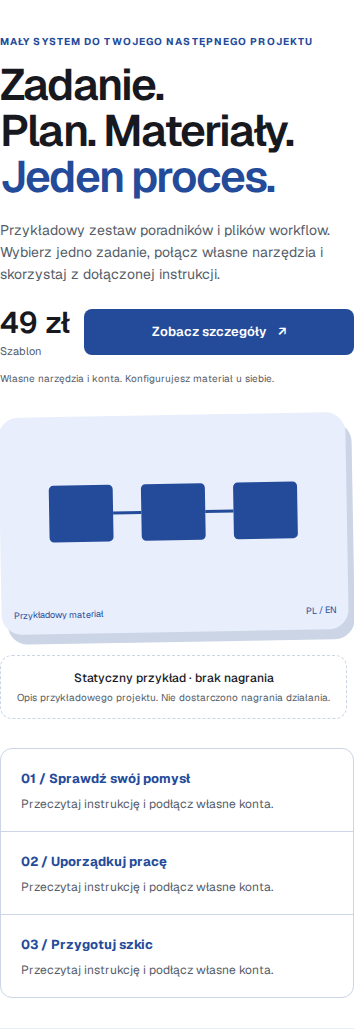 MAŁY SYSTEM DO TWOJEGO NASTĘPNEGO PROJEKTU
Zadanie.
Plan. Materiały.
Jeden proces.
Przykładowy zestaw poradników i plików workflow.
Wybierz jedno zadanie, połącz własne narzędzia i
skorzystaj z dołączonej instrukcji.
49 zł
Zobacz szczegóły ↗
Szablon
Własne narzędzia i konta. Konfigurujesz materiał u siebie.
Przykładowy materiał
PL / EN
Statyczny przykład · brak nagrania
Opis przykładowego projektu. Nie dostarczono nagrania działania.
01 / Sprawdź swój pomysł
Przeczytaj instrukcję i podłącz własne konta.
02 / Uporządkuj pracę
Przeczytaj instrukcję i podłącz własne konta.
03 / Przygotuj szkic
Przeczytaj instrukcję i podłącz własne konta.